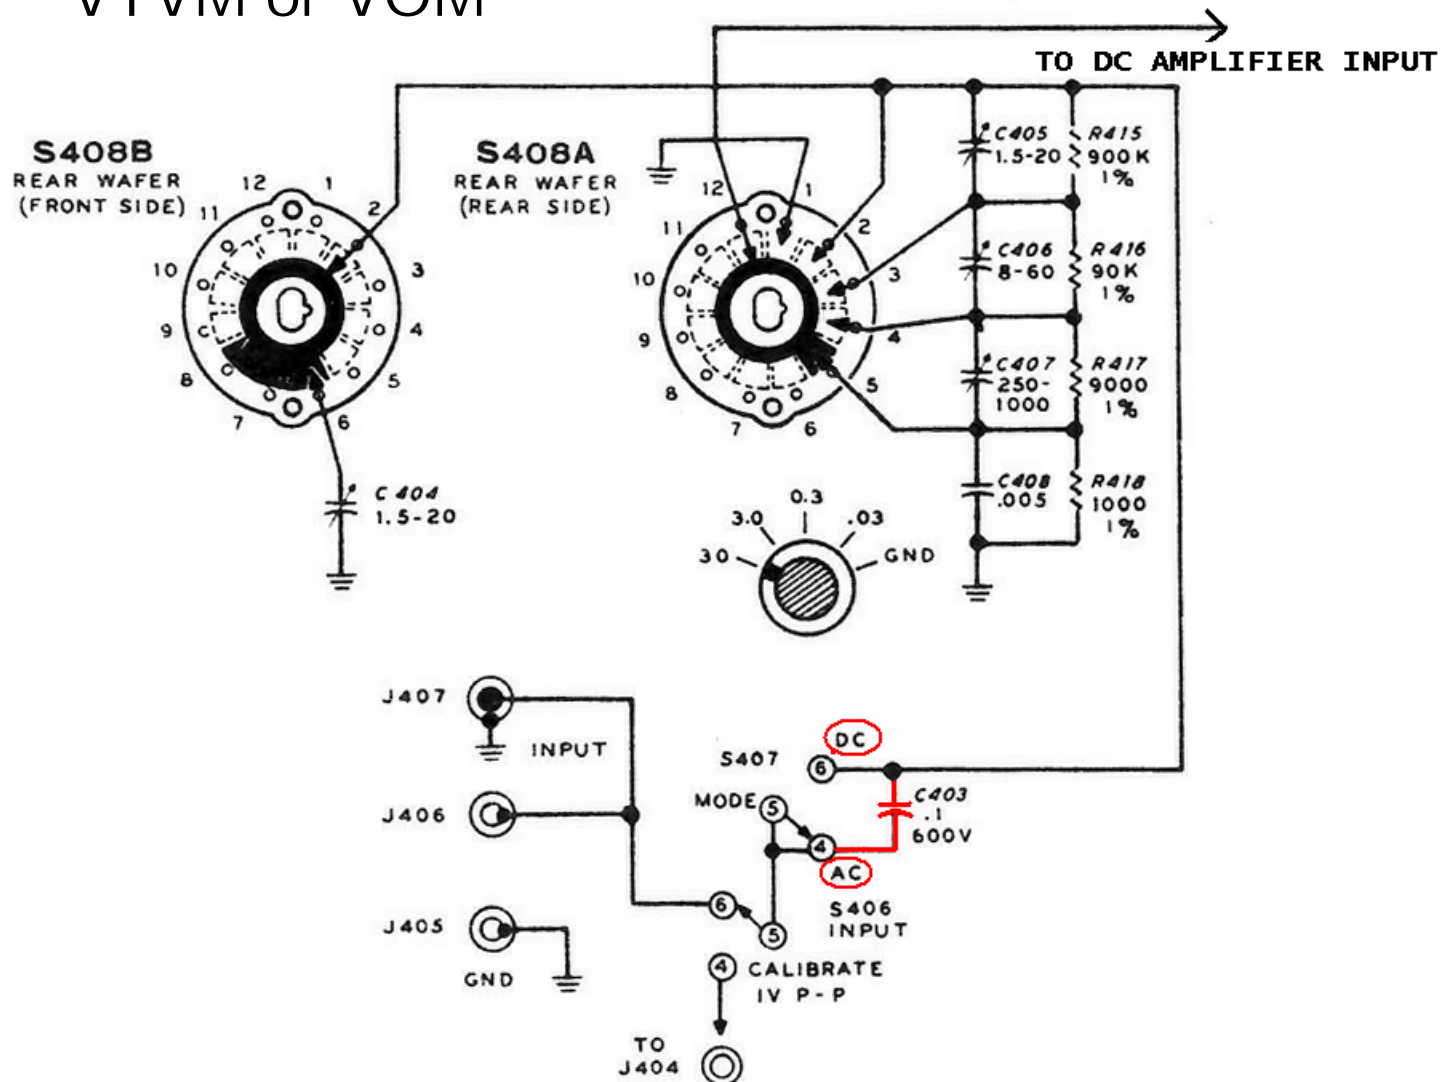 VTVM or VOM
TO DC AMPLIFIER INPUT
S408B
REAR WAFER
(FRONT SIDE)
12
1
2
3
4
5
6
7
8
9
10
11
S408A
REAR WAFER
(REAR SIDE)
12
1
2
3
4
5
6
7
8
9
10
11
C405
1.5-20
R415
900K
1%
C406
8-60
R416
90K
1%
C407
250-
1000
R417
9000
1%
C408
.005
R418
1000
1%
C404
1.5-20
0.3
3.0
.03
30
GND
J407
INPUT
J406
J405
GND
S407
MODE
DC
6
5
4
AC
C403
.1
600V
6
5
S406
INPUT
4
CALIBRATE
1V P-P
TO
J404